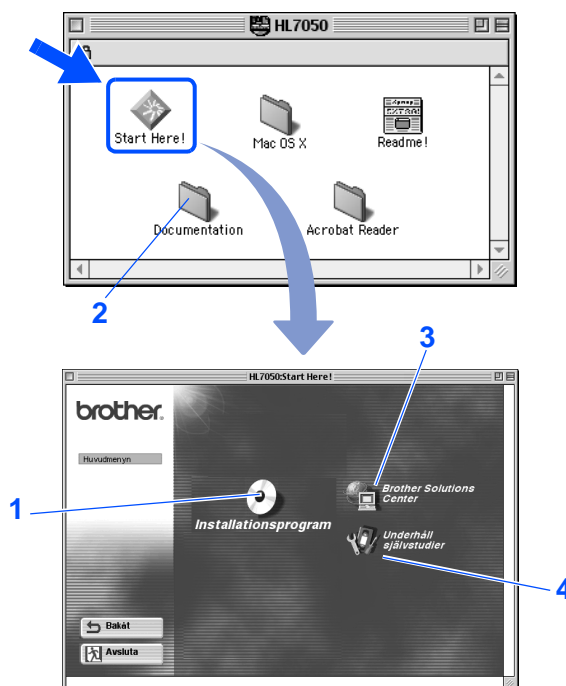 HL7050
Start Here!
Mac OS X
Readme!
Documentation
Acrobat Reader
2
3
HL7050:Start Here!
brother.
Huvudmenyn
1
Installationsprogram
Brother Solutions
Center
Underhåll
självstudier
4
Bakåt
Avsluta